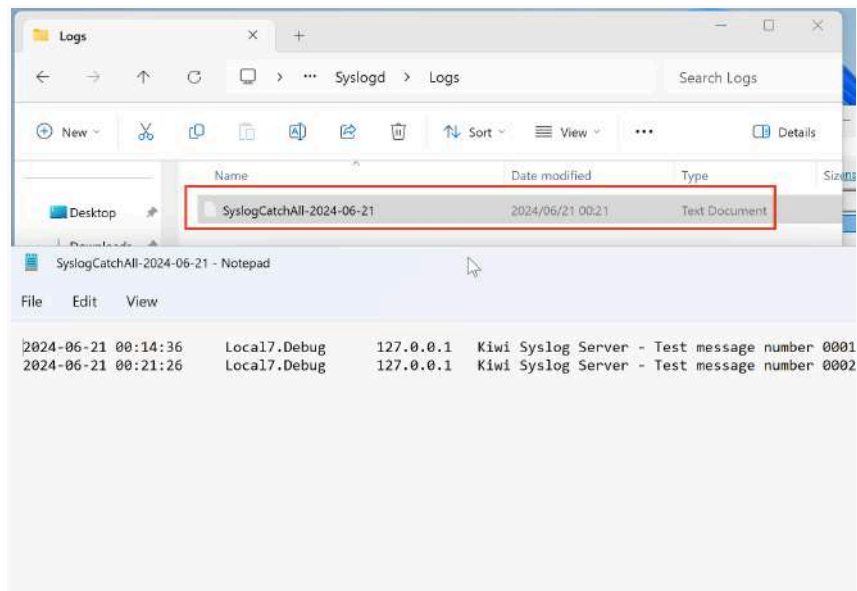 Logs
Syslogd > Logs
Search Logs
New
Sort
View
Details
Name
Date modified
Type
Desktop
SyslogCatchAll-2024-06-21
2024/06/21 00:21
Text Document
SyslogCatchAll-2024-06-21 - Notepad
File Edit View
2024-06-21 00:14:36 Local7.Debug 127.0.0.1 Kiwi Syslog Server - Test message number 0001
2024-06-21 00:21:26 Local7.Debug 127.0.0.1 Kiwi Syslog Server - Test message number 0002